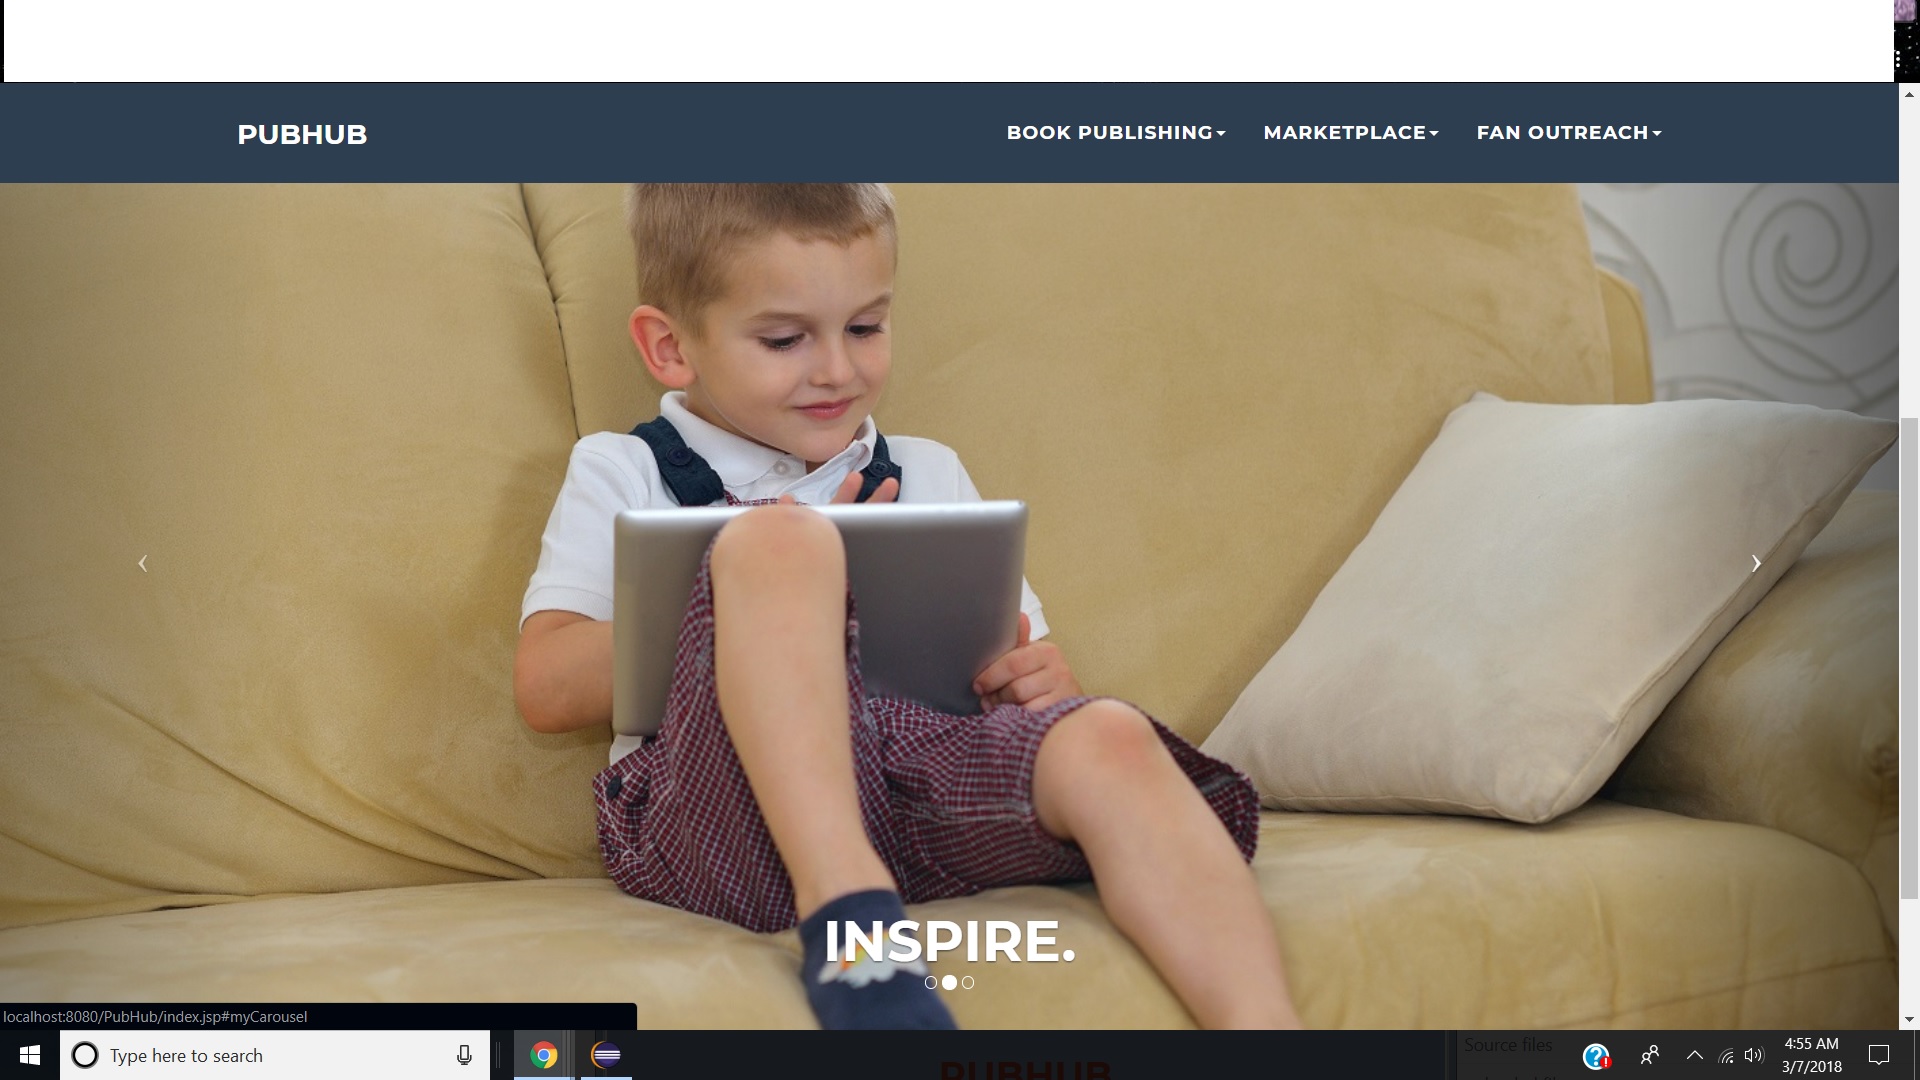 PUBHUB
BOOK PUBLISHING
MARKETPLACE
FAN OUTREACH
INSPIRE.
localhost:8080/PubHub/index.jsp#myCarousel
Type here to search
PUBHUB
Source files
4:55 AM
3/7/2018